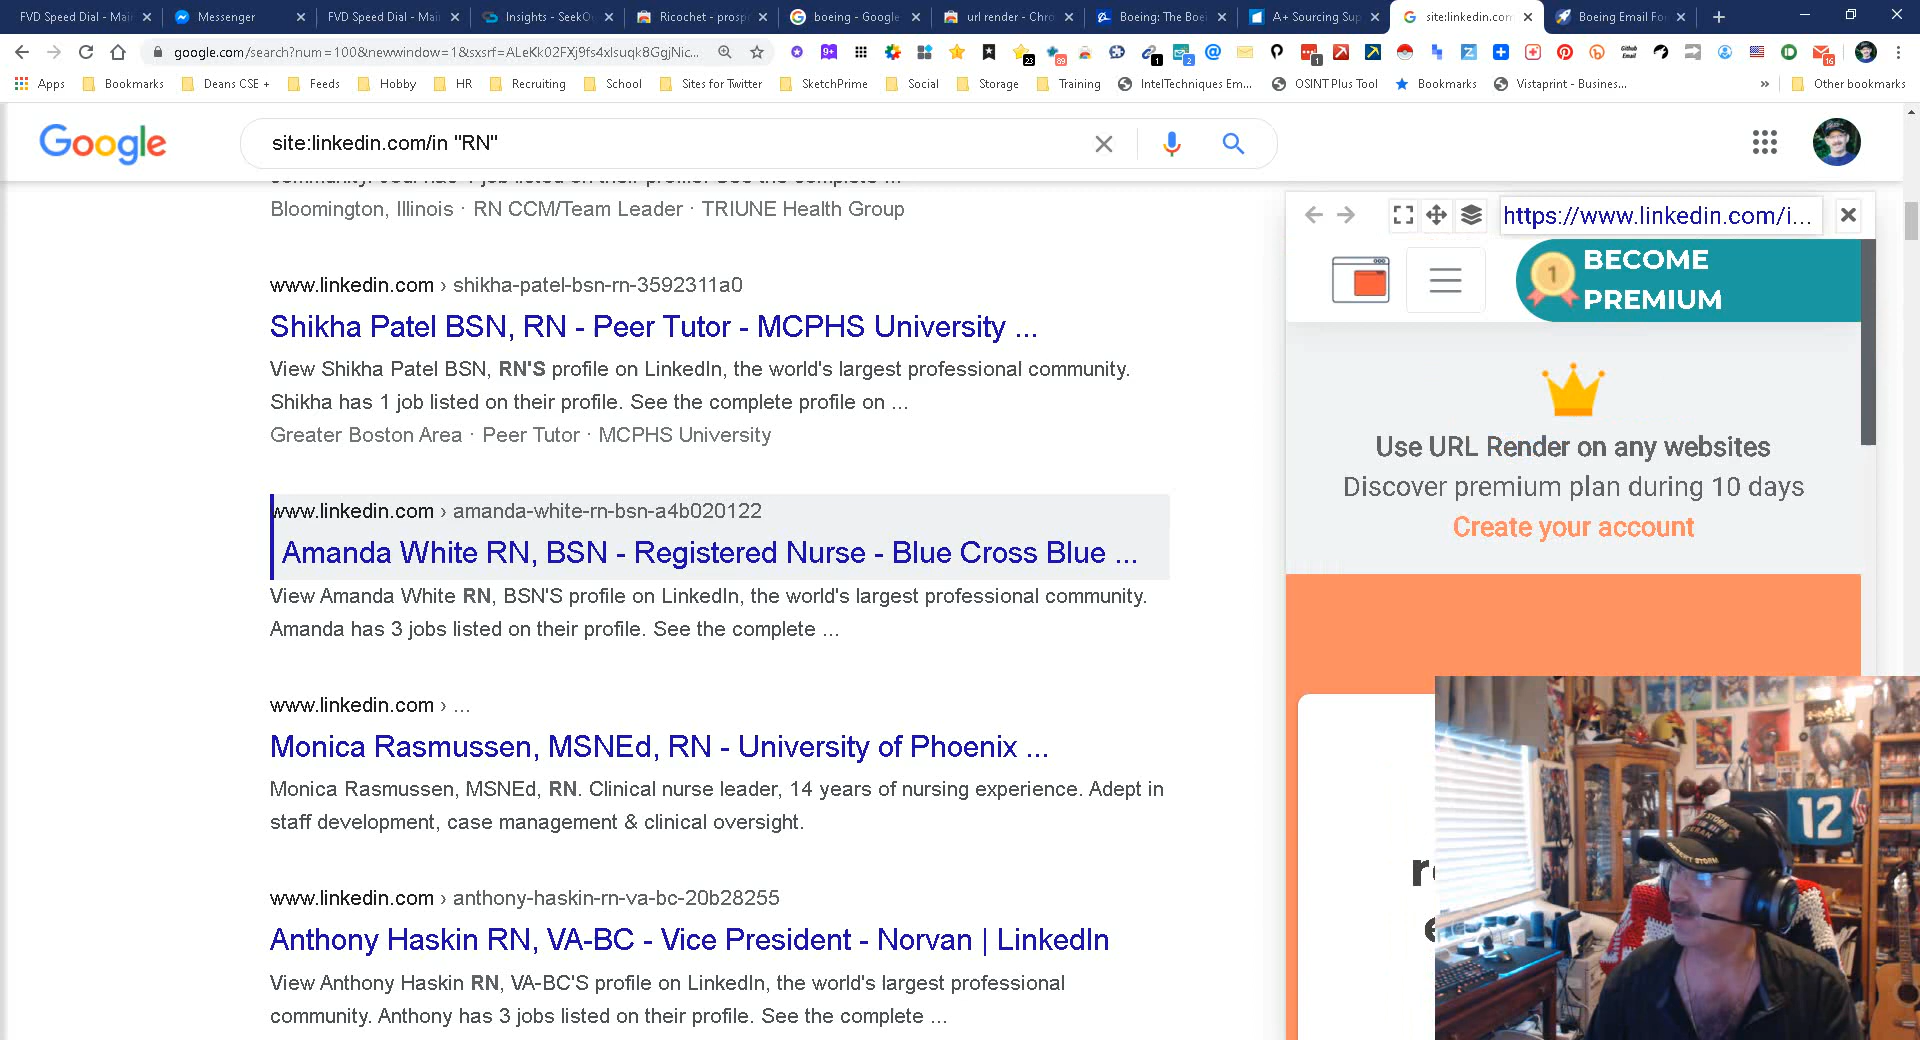 FVD Speed Dial - Mai
Messenger
FVD Speed Dial - Mai
Insights - SeekO
Ricochet - prosp
boeing - Google
url render - Chro
Boeing: The Boei
A+ Sourcing Sup
site:linkedin.com
Boeing Email Fo
google.com/search?num=100&newwindow=1&sxsrf=ALeKk02FXj9fs4xlsuqk8GgjNic...
Apps
Bookmarks
Deans CSE +
Feeds
Hobby
HR
Recruiting
School
Sites for Twitter
SketchPrime
Social
Storage
Training
IntelTechniques Em...
OSINT Plus Tool
Bookmarks
Vistaprint - Busines...
»
Other bookmarks
Google
site:linkedin.com/in "RN"
Bloomington, Illinois · RN CCM/Team Leader · TRIUNE Health Group
www.linkedin.com › shikha-patel-bsn-rn-3592311a0
Shikha Patel BSN, RN - Peer Tutor - MCPHS University ...
View Shikha Patel BSN, RN'S profile on LinkedIn, the world's largest professional community.
Shikha has 1 job listed on their profile. See the complete profile on ...
Greater Boston Area · Peer Tutor · MCPHS University
www.linkedin.com › amanda-white-rn-bsn-a4b020122
Amanda White RN, BSN - Registered Nurse - Blue Cross Blue ...
View Amanda White RN, BSN'S profile on LinkedIn, the world's largest professional community.
Amanda has 3 jobs listed on their profile. See the complete ...
www.linkedin.com › ...
Monica Rasmussen, MSNEd, RN - University of Phoenix ...
Monica Rasmussen, MSNEd, RN. Clinical nurse leader, 14 years of nursing experience. Adept in
staff development, case management & clinical oversight.
www.linkedin.com › anthony-haskin-rn-va-bc-20b28255
Anthony Haskin RN, VA-BC - Vice President - Norvan | LinkedIn
View Anthony Haskin RN, VA-BC'S profile on LinkedIn, the world's largest professional
community. Anthony has 3 jobs listed on their profile. See the complete ...
https://www.linkedin.com/i...
1
BECOME
PREMIUM
Use URL Render on any websites
Discover premium plan during 10 days
Create your account
12
DESERT STORM